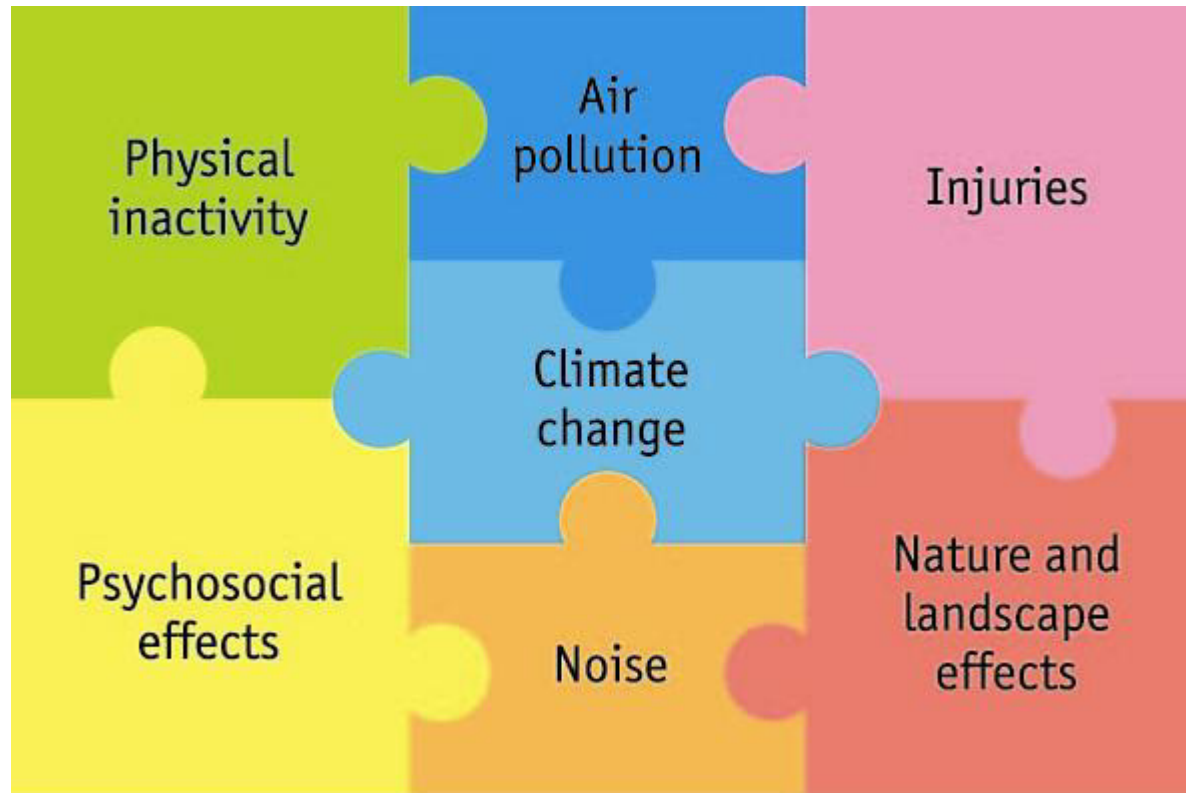 Physical
inactivity
Air
pollution
Injuries
Climate
change
Psychosocial
effects
Noise
Nature and
landscape
effects